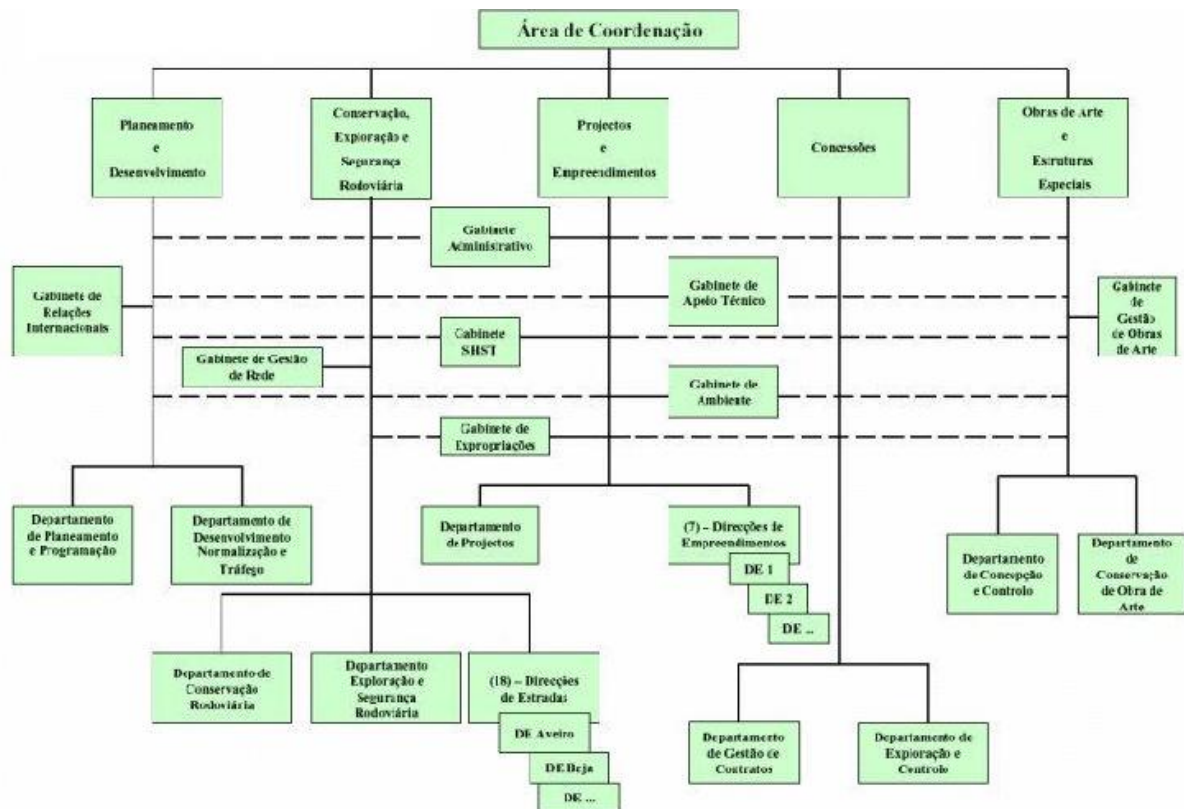 Área de Coordenação
Planeamento
e
Desenvolvimento
Conservação,
Exploração e
Segurança
Rodoviária
Projectos
e
Empreendimentos
Concessões
Obras de Arte
e
Estruturas
Especiais
Gabinete
Administrativo
Gabinete de
Relações
Internacionais
Gabinete de
Apoio Técnico
Gabinete
de
Gestão
de Obras
de Arte
Gabinete
SHST
Gabinete de Gestão
de Rede
Gabinete de
Ambiente
Gabinete de
Expropriações
Departamento
de Planeamento
e Programação
Departamento de
Desenvolvimento
Normalização e
Tráfego
Departamento
de Projectos
(7) – Direcções de
Empreendimentos
DE 1
DE 2
DE ...
Departamento
de Concepção
e Controlo
Departamento
de
Conservação
de Obra de
Arte
Departamento de
Conservação
Rodoviária
Departamento
Exploração e
Segurança
Rodoviária
(18) – Direcções
de Estradas
DE Aveiro
DE Beja
DE ...
Departamento
de Gestão de
Contratos
Departamento de
Exploração e
Controlo